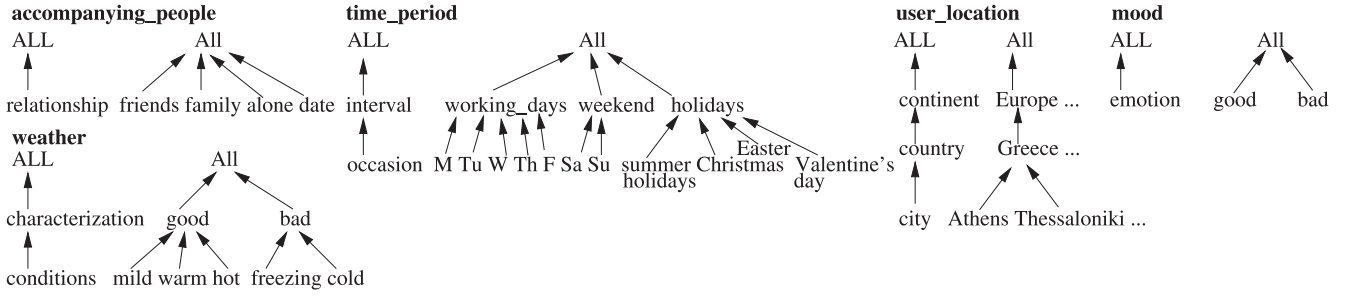 accompanying_people time_period user_location mood
ALL All ALL All ALL All ALL All
relationship friends family alone date interval working_days weekend holidays continent Europe ... emotion good bad
weather
ALL All occasion M Tu W Th F Sa Su summer holidays Christmas Easter Valentine's day country Greece ...
characterization good bad city Athens Thessaloniki ...
conditions mild warm hot freezing cold